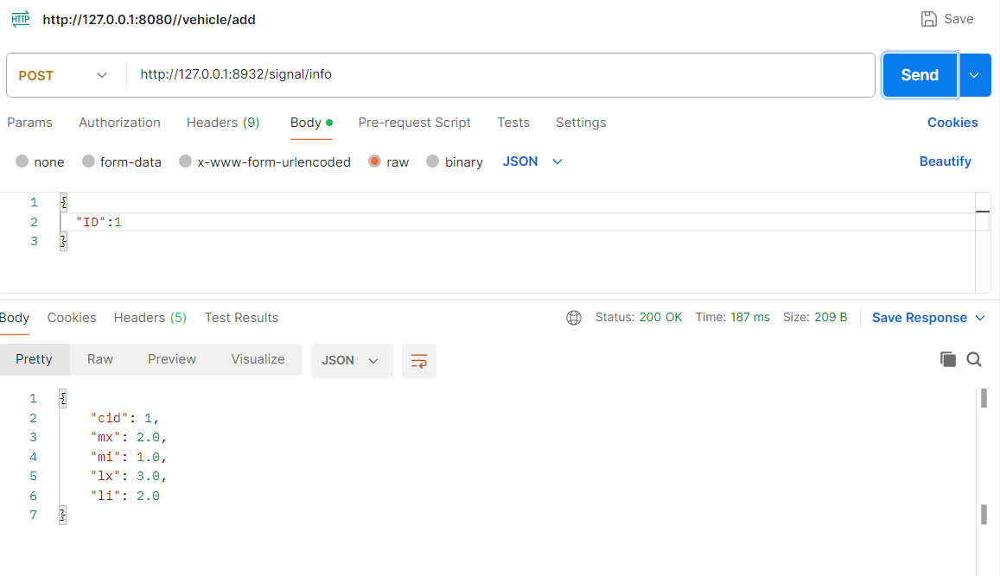 HTTP http://127.0.0.1:8080//vehicle/add Save
POST http://127.0.0.1:8932/signal/info Send
Params Authorization Headers (9) Body Pre-request Script Tests Settings Cookies
none form-data x-www-form-urlencoded raw binary JSON Beautify
1 {
2 "ID":1
3 }
Body Cookies Headers (5) Test Results Status: 200 OK Time: 187 ms Size: 209 B Save Response
Pretty Raw Preview Visualize JSON
1 {
2 "cid": 1,
3 "mx": 2.0,
4 "mi": 1.0,
5 "lx": 3.0,
6 "li": 2.0
7 }